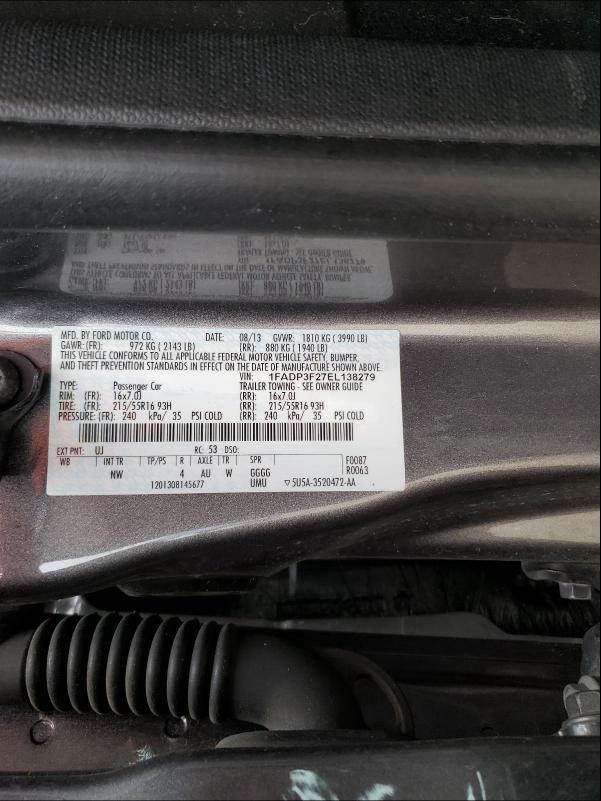 MFD. BY FORD MOTOR CO. DATE: 08/13 GVWR: 1810 KG ( 3990 LB)
GAWR: (FR): 972 KG ( 2143 LB) (RR): 880 KG ( 1940 LB)
THIS VEHICLE CONFORMS TO ALL APPLICABLE FEDERAL MOTOR VEHICLE SAFETY, BUMPER,
AND THEFT PREVENTION STANDARDS IN EFFECT ON THE DATE OF MANUFACTURE SHOWN ABOVE.
VIN: 1FADP3F27EL138279
TYPE: Passenger Car TRAILER TOWING - SEE OWNER GUIDE
RIM: (FR): 16x7.0J (RR): 16x7.0J
TIRE: (FR): 215/55R16 93H (RR): 215/55R16 93H
PRESSURE: (FR): 240 kPa/ 35 PSI COLD (RR): 240 kPa/ 35 PSI COLD
EXT PNT: UJ RC: 53 DSO:
WB INT TR TP/PS R AXLE TR SPR F0087
NW 4 AU W GGGG R0063
1201308145677 UMU ▽5U5A-3520472-AA